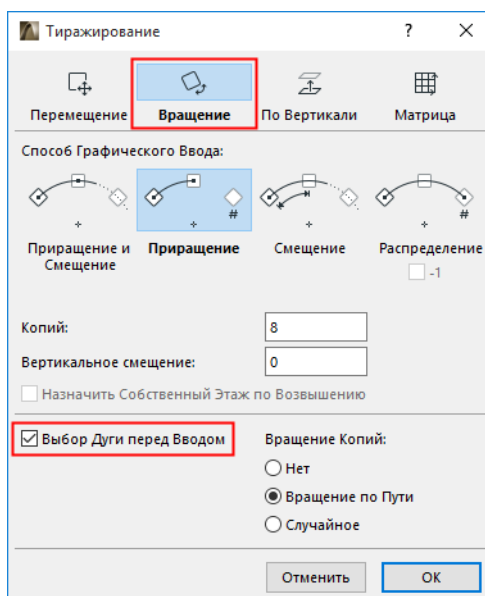 Тиражирование ?
Перемещение Вращение По Вертикали Матрица
Способ Графического Ввода:
# #
Приращение и Приращение Смещение Распределение
Смещение -1
Копий: 8
Вертикальное смещение: 0
Назначить Собственный Этаж по Возвышению
Выбор Дуги перед Вводом Вращение Копий:
Нет
Вращение по Пути
Случайное
Отменить ОК